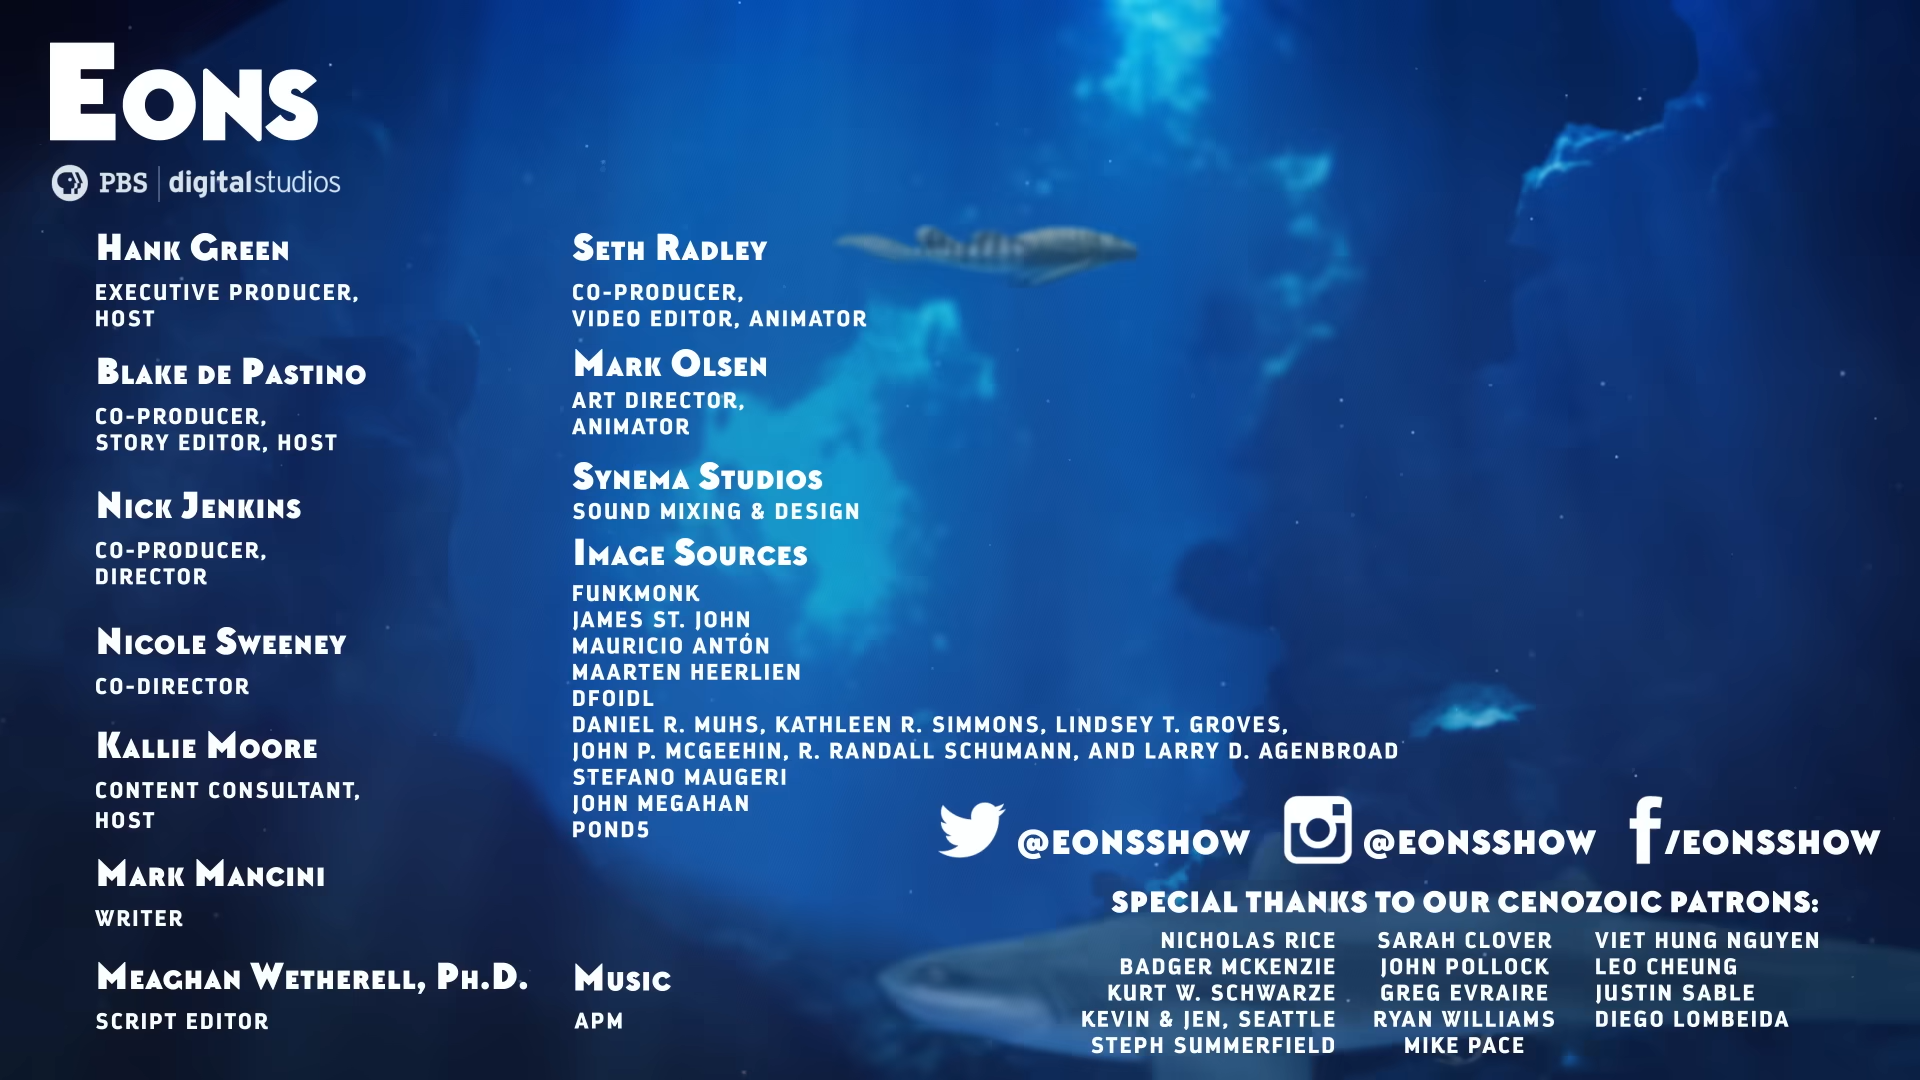 EONS
PBS digitalstudios
HANK GREEN
EXECUTIVE PRODUCER,
HOST
BLAKE DE PASTINO
CO-PRODUCER,
STORY EDITOR, HOST
NICK JENKINS
CO-PRODUCER,
DIRECTOR
NICOLE SWEENEY
CO-DIRECTOR
KALLIE MOORE
CONTENT CONSULTANT,
HOST
MARK MANCINI
WRITER
MEAGHAN WETHERELL, PH.D.
SCRIPT EDITOR
SETH RADLEY
CO-PRODUCER,
VIDEO EDITOR, ANIMATOR
MARK OLSEN
ART DIRECTOR,
ANIMATOR
SYNEMA STUDIOS
SOUND MIXING & DESIGN
IMAGE SOURCES
FUNKMONK
JAMES ST. JOHN
MAURICIO ANTÓN
MAARTEN HEERLIEN
DFOIDL
DANIEL R. MUHS, KATHLEEN R. SIMMONS, LINDSEY T. GROVES,
JOHN P. MCGEEHIN, R. RANDALL SCHUMANN, AND LARRY D. AGENBROAD
STEFANO MAUGERI
JOHN MEGAHAN
POND5
MUSIC
APM
@EONSSHOW
@EONSSHOW
f/EONSSHOW
SPECIAL THANKS TO OUR CENOZOIC PATRONS:
NICHOLAS RICE
BADGER MCKENZIE
KURT W. SCHWARZE
KEVIN & JEN, SEATTLE
STEPH SUMMERFIELD
SARAH CLOVER
JOHN POLLOCK
GREG EVRAIRE
RYAN WILLIAMS
MIKE PACE
VIET HUNG NGUYEN
LEO CHEUNG
JUSTIN SABLE
DIEGO LOMBEIDA